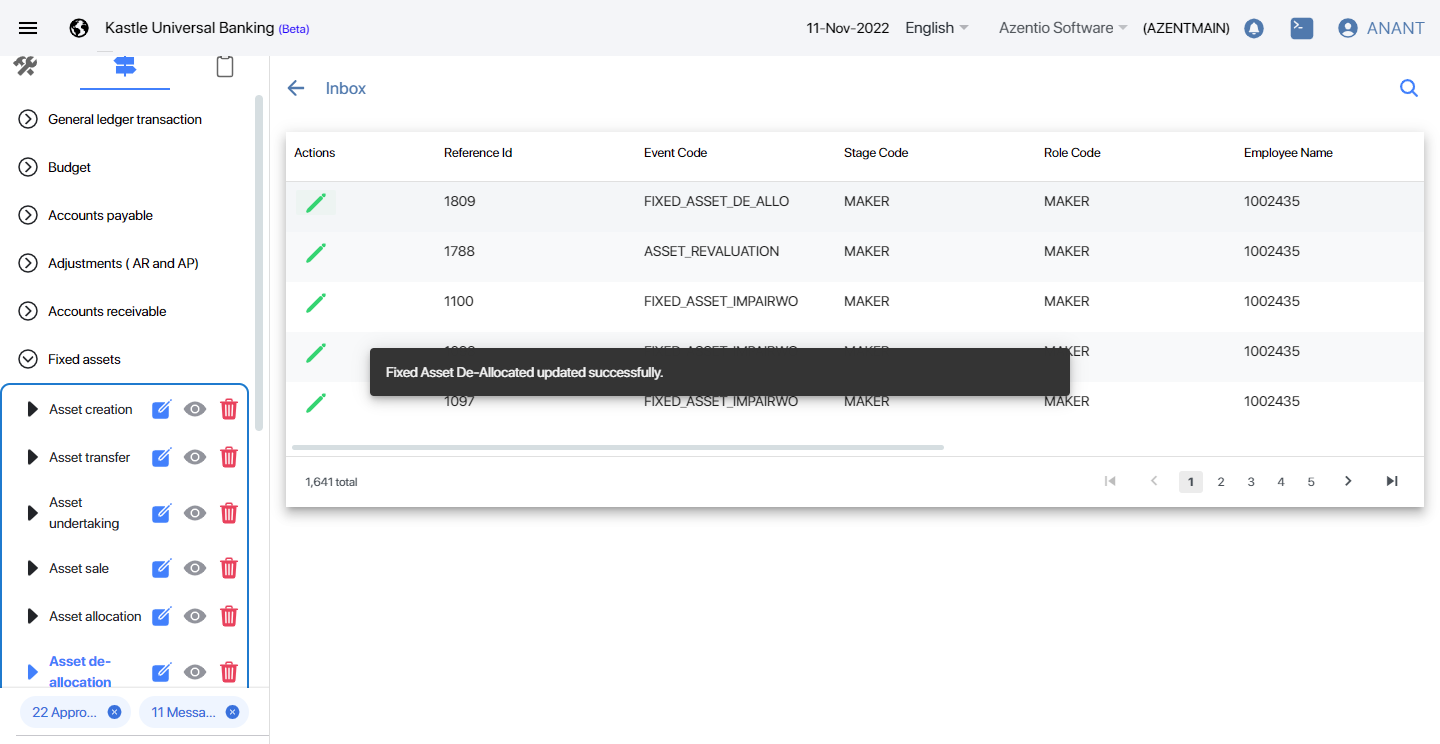 Kastle Universal Banking (Beta)
11-Nov-2022
English
Azentio Software
(AZENTMAIN)
ANANT
General ledger transaction
Budget
Accounts payable
Adjustments ( AR and AP)
Accounts receivable
Fixed assets
Asset creation
Asset transfer
Asset
undertaking
Asset sale
Asset allocation
Asset de-
allocation
22 Appro...
11 Messa...
Inbox
Actions Reference Id Event Code Stage Code Role Code Employee Name
1809 FIXED_ASSET_DE_ALLO MAKER MAKER 1002435
1788 ASSET_REVALUATION MAKER MAKER 1002435
1100 FIXED_ASSET_IMPAIRWO MAKER MAKER 1002435
FIXED_ASSET_IMPAIRWO MAKER MAKER 1002435
Fixed Asset De-Allocated updated successfully.
1097 FIXED_ASSET_IMPAIRWO MAKER MAKER 1002435
1,641 total
1 2 3 4 5